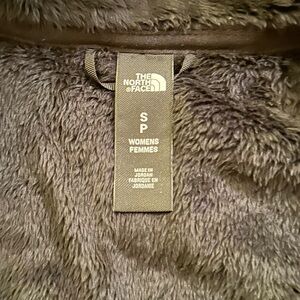 THE
NORTH
FACE
S
P
WOMENS
FEMMES
MADE IN
JORDAN
FABRIQUÉ EN
JORDANIE